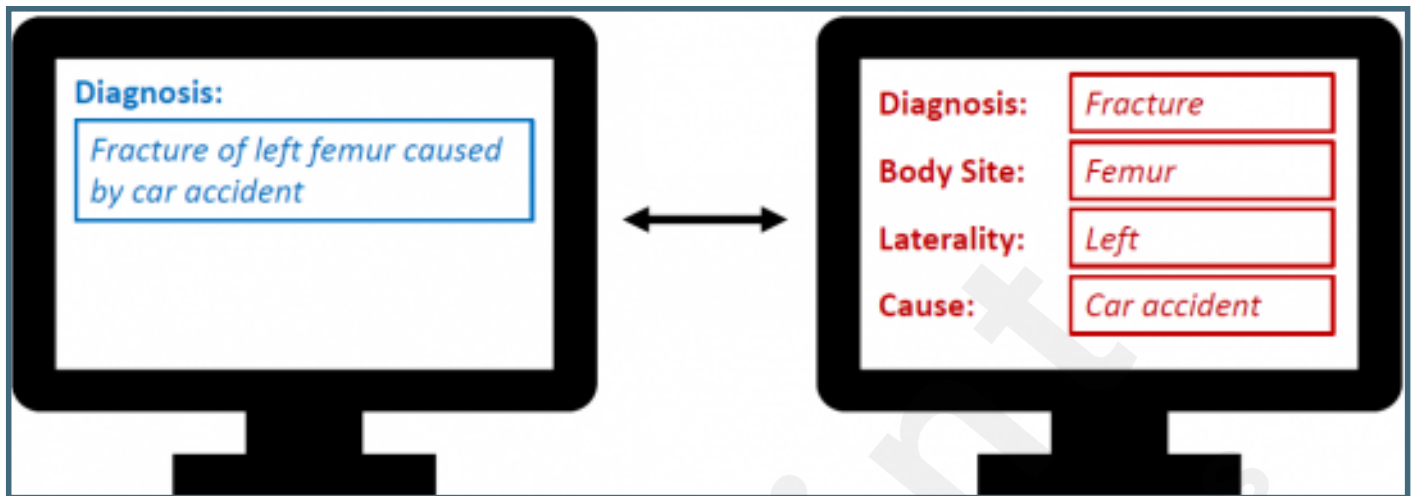 Diagnosis:
Fracture of left femur caused
by car accident
Diagnosis: Fracture
Body Site: Femur
Laterality: Left
Cause: Car accident